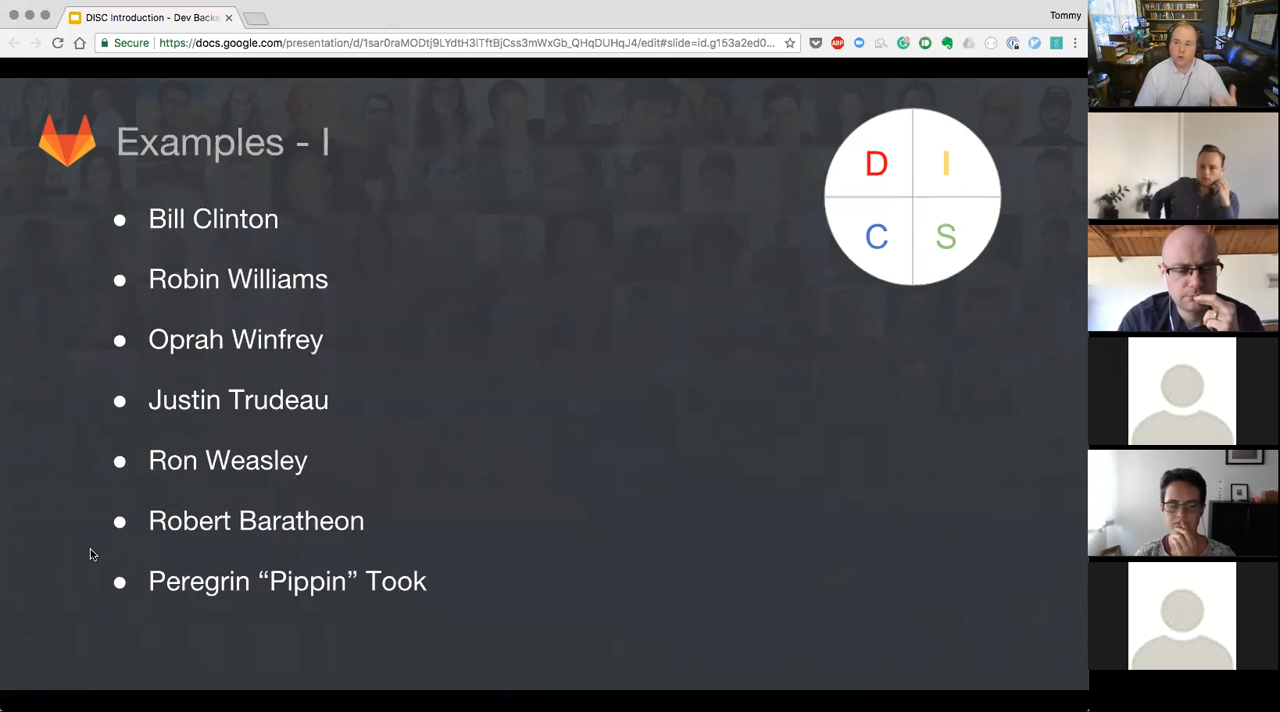 DISC Introduction - Dev Backe
Tommy
Secure
https://docs.google.com/presentation/d/1sar0raMODtj9LYdtH3lTftBjCss3mWxGb_QHqDUHqJ4/edit#slide=id.g153a2ed0...
ABP
Examples - I
D I
C S
● Bill Clinton
● Robin Williams
● Oprah Winfrey
● Justin Trudeau
● Ron Weasley
● Robert Baratheon
● Peregrin “Pippin” Took